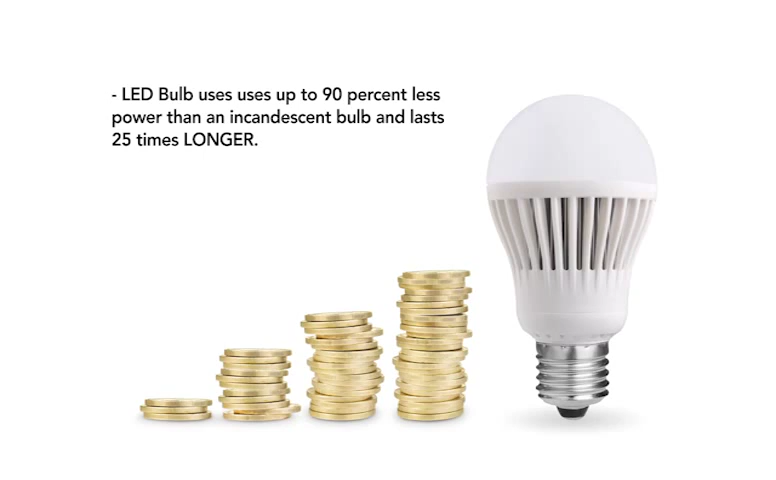 - LED Bulb uses uses up to 90 percent less
power than an incandescent bulb and lasts
25 times LONGER.